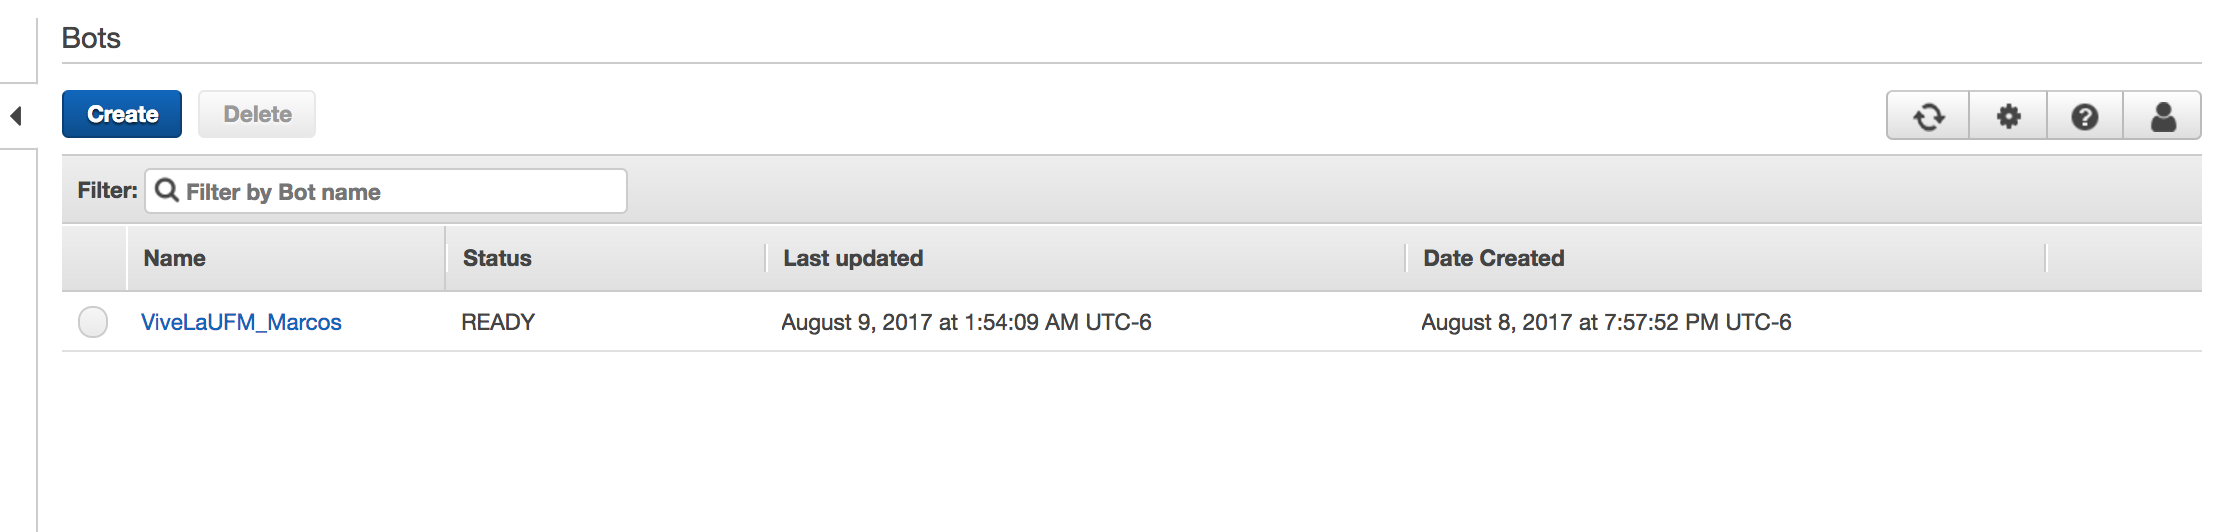 Bots
Create Delete
Filter: Filter by Bot name
Name Status Last updated Date Created
ViveLaUFM_Marcos READY August 9, 2017 at 1:54:09 AM UTC-6 August 8, 2017 at 7:57:52 PM UTC-6